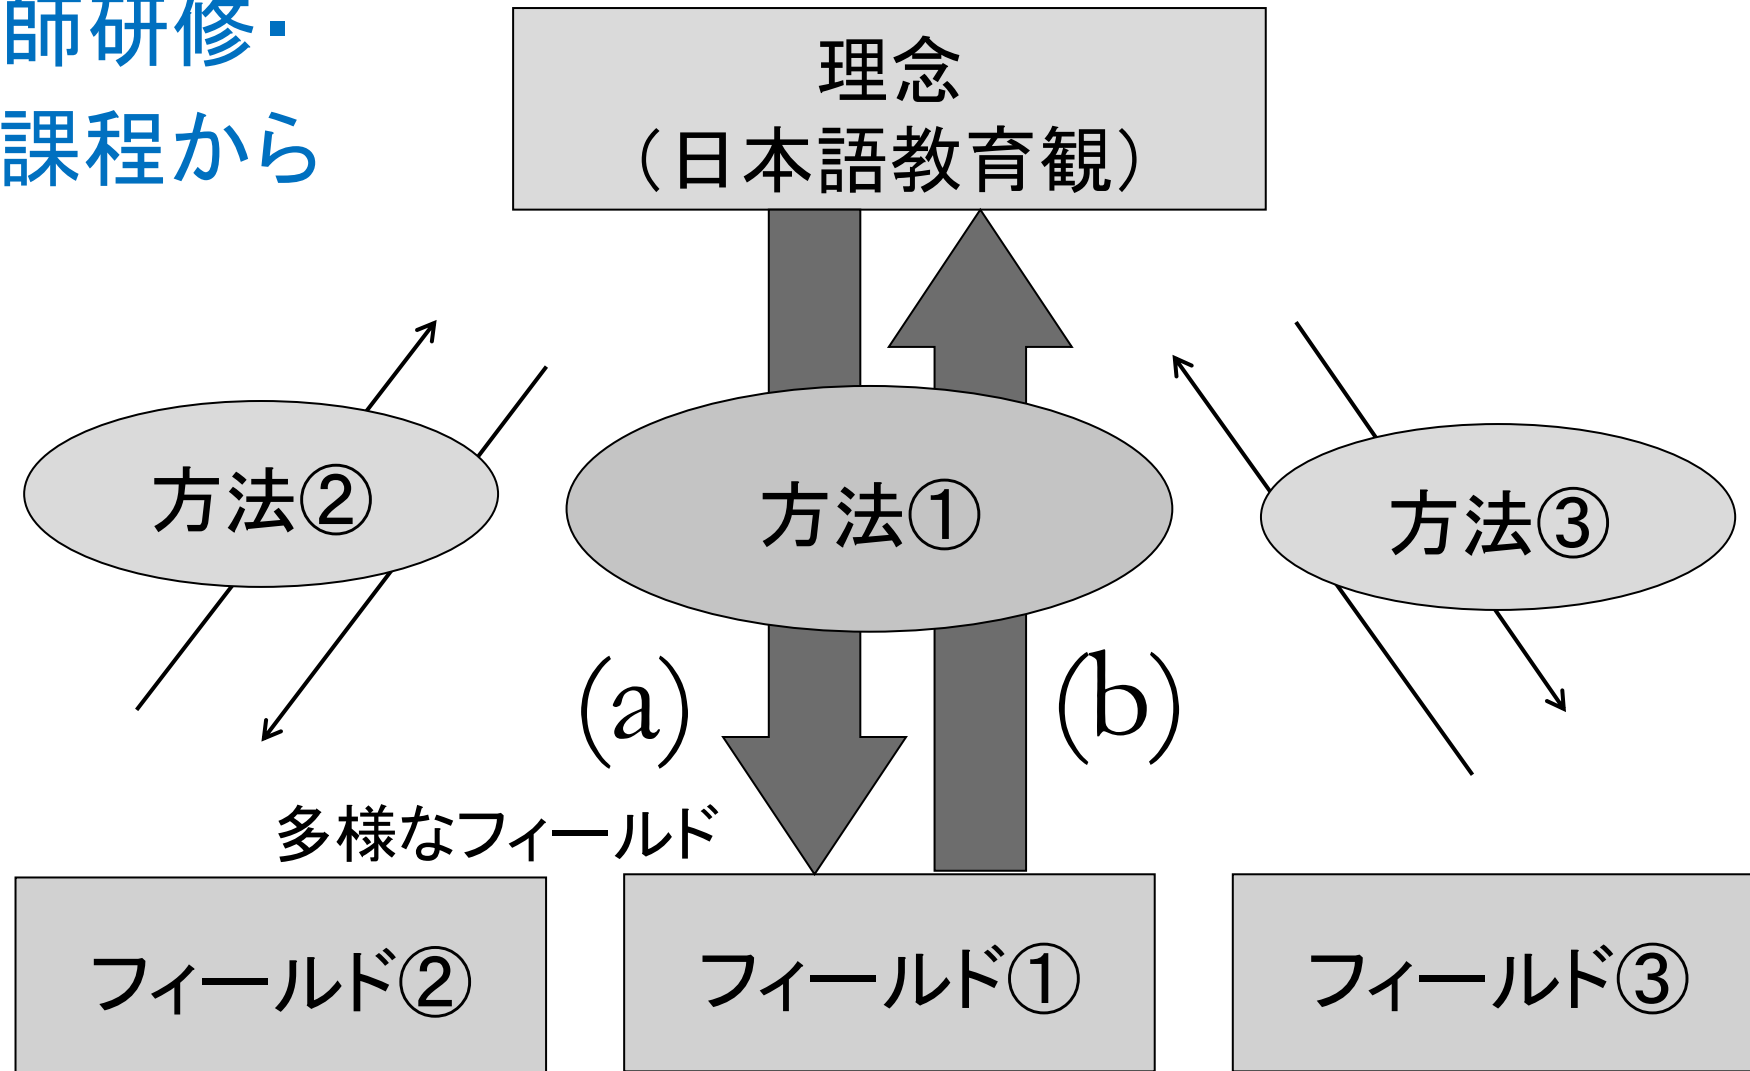 師研修・
課程から
理念
（日本語教育観）
方法②
方法①
方法③
(a)
(b)
多様なフィールド
フィールド②
フィールド①
フィールド③